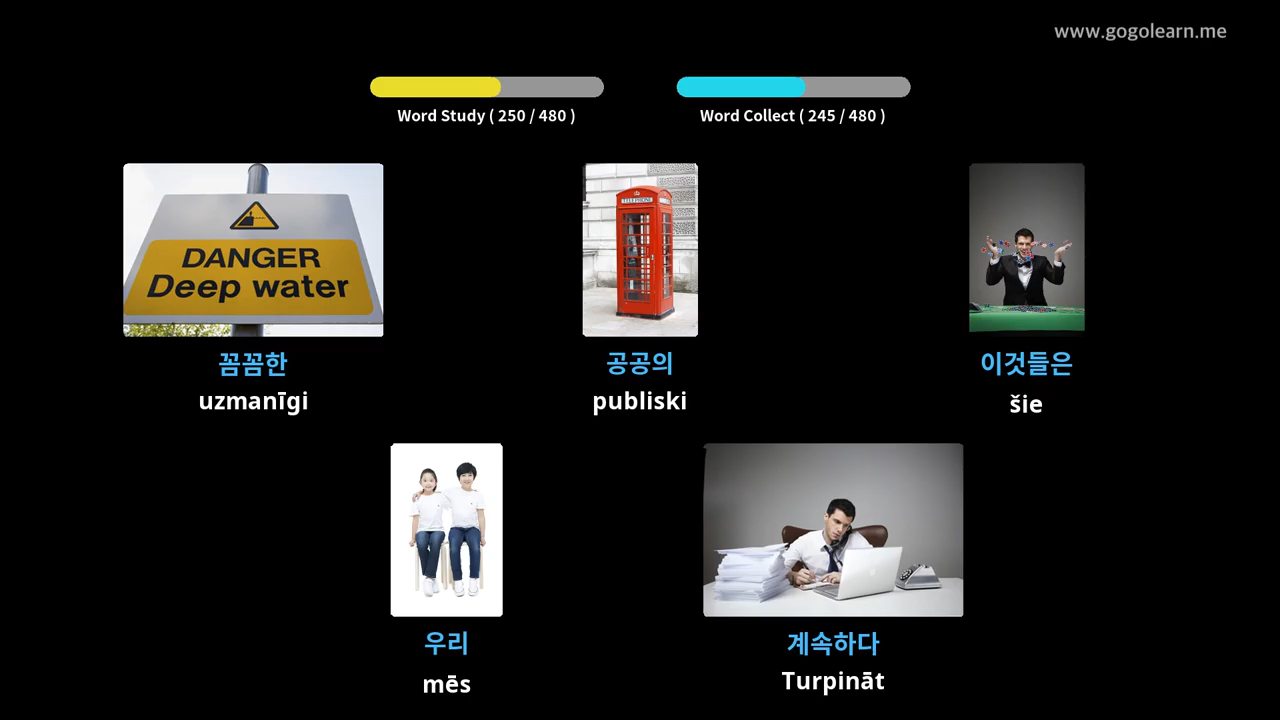 www.gogolearn.me
Word Study ( 250 / 480 )
Word Collect ( 245 / 480 )
DANGER
Deep water
TELEPHONE
꼼꼼한
공공의
이것들은
uzmanīgi
publiski
šie
우리
계속하다
mēs
Turpināt